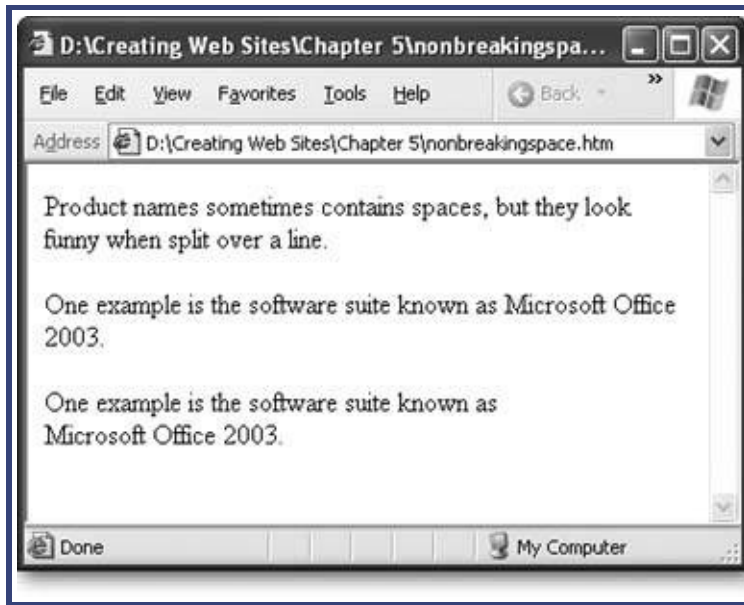 D:\Creating Web Sites\Chapter 5\nonbreakingspa...
File Edit View Favorites Tools Help Back »
Address D:\Creating Web Sites\Chapter 5\nonbreakingspace.htm
Product names sometimes contains spaces, but they look
funny when split over a line.
One example is the software suite known as Microsoft Office
2003.
One example is the software suite known as
Microsoft Office 2003.
Done My Computer